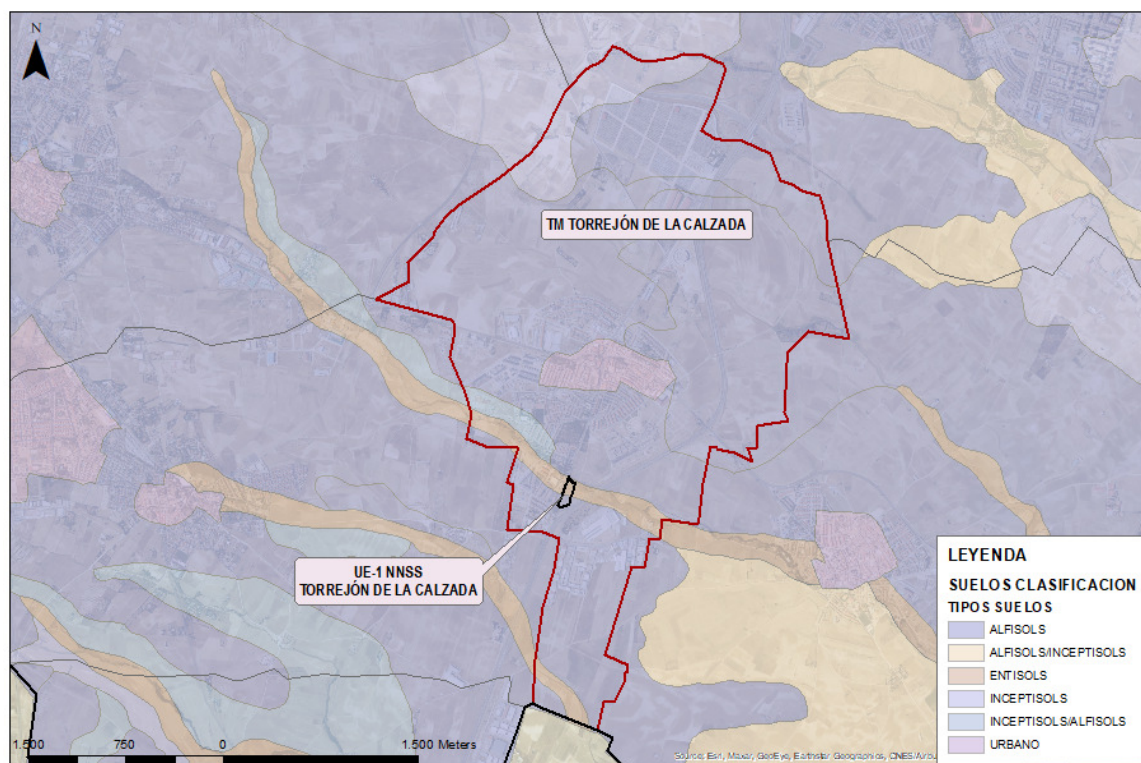 N
TM TORREJÓN DE LA CALZADA
UE-1 NNSS
TORREJÓN DE LA CALZADA
LEYENDA
SUELOS CLASIFICACION
TIPOS SUELOS
ALFISOLS
ALFISOLS/INCEPTISOLS
ENTISOLS
INCEPTISOLS
INCEPTISOLS/ALFISOLS
URBANO
1.500 750 0 1.500 Meters
Source: Esri, Maxar, GeoEye, Earthstar Geographics, CNES/Airbu